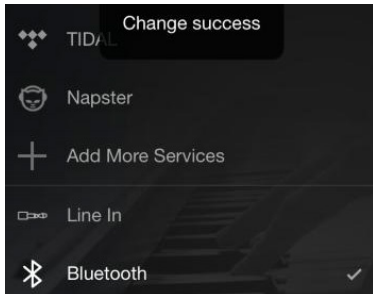 Change success
TIDAL
Napster
Add More Services
Line In
Bluetooth